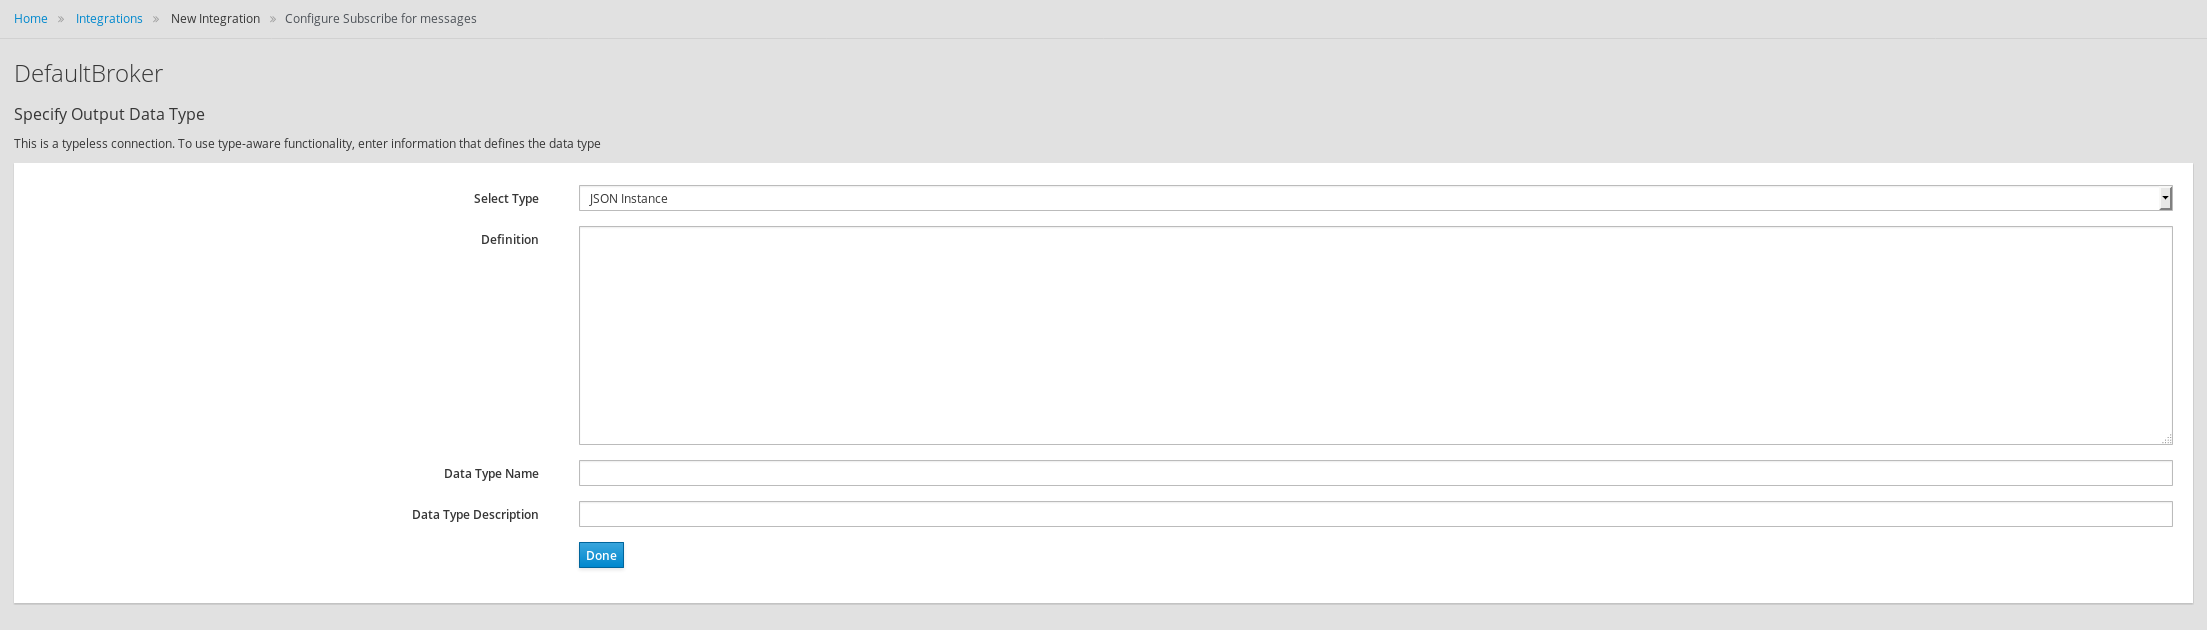 Home » Integrations » New Integration » Configure Subscribe for messages
DefaultBroker
Specify Output Data Type
This is a typeless connection. To use type-aware functionality, enter information that defines the data type
Select Type
JSON Instance
Definition
Data Type Name
Data Type Description
Done